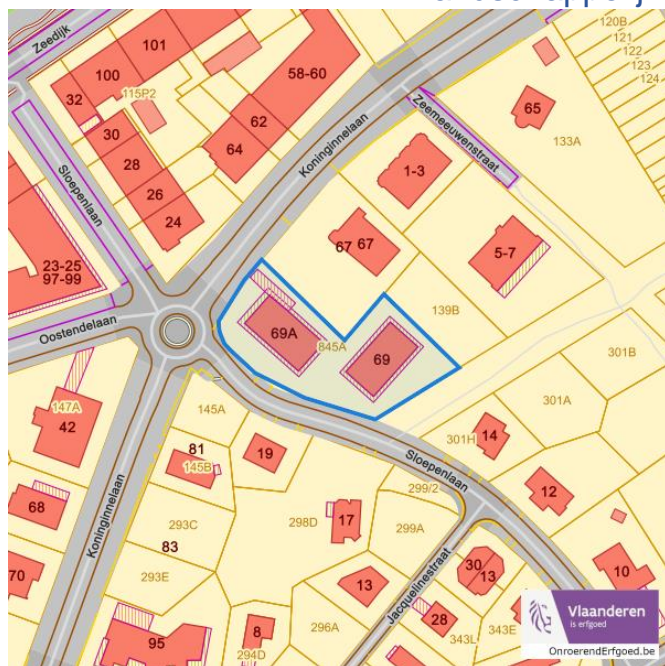 Zeedijk
101
100
32
115P2
58-60
62
64
30
28
26
24
Koninginnelaan
Zeemeeuwenstraat
65
133A
120B
121
122
123
124
1-3
Sloepenlaan
67 67
5-7
23-25
97-99
139B
Oostendelaan
69A
845A
69
301B
301A
147A
42
145A
81
145B
19
301H
14
Sloepenlaan
299/2
12
Koninginnelaan
68
293C
298D
17
299A
83
70
293E
13
30
13
10
Jacquelinestraat
296A
28
343L
343E
95
8
294D
Vlaanderen
is erfgoed
OnroerendErfgoed.be